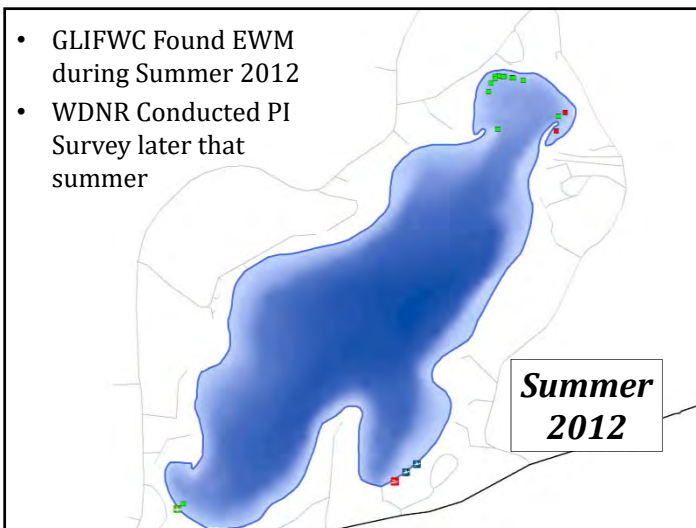 • GLIFWC Found EWM
during Summer 2012
• WDNR Conducted PI
Survey later that
summer
Summer
2012